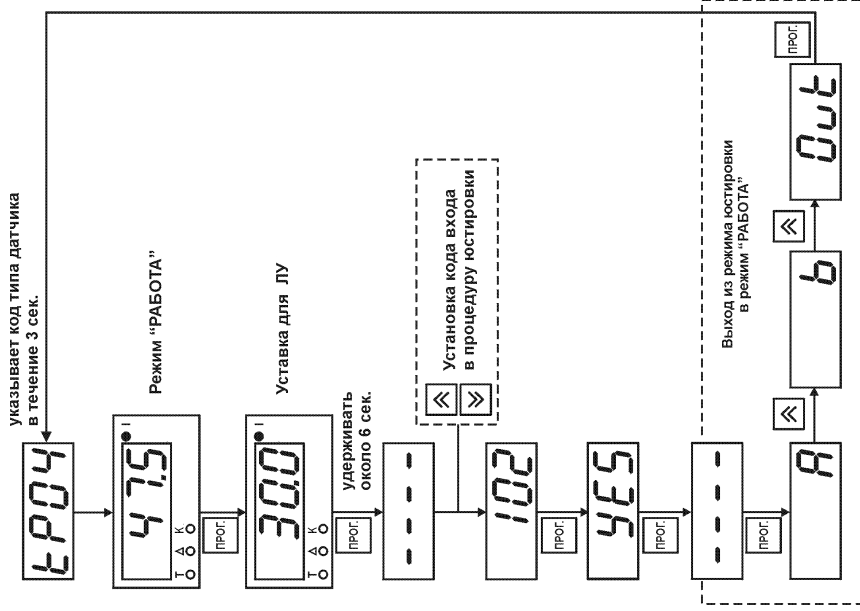 указывает код типа датчика
в течение 3 сек.
tP04
Режим “РАБОТА”
47.5
I
Т Δ К
ПРОГ.
Уставка для ЛУ
30.0
I
Т Δ К
удерживать
около 6 сек.
ПРОГ.
- - - -
Установка кода входа
в процедуру юстировки
102
ПРОГ.
YES
ПРОГ.
- - - -
ПРОГ.
Выход из режима юстировки
в режим “РАБОТА”
A
b
Out
ПРОГ.